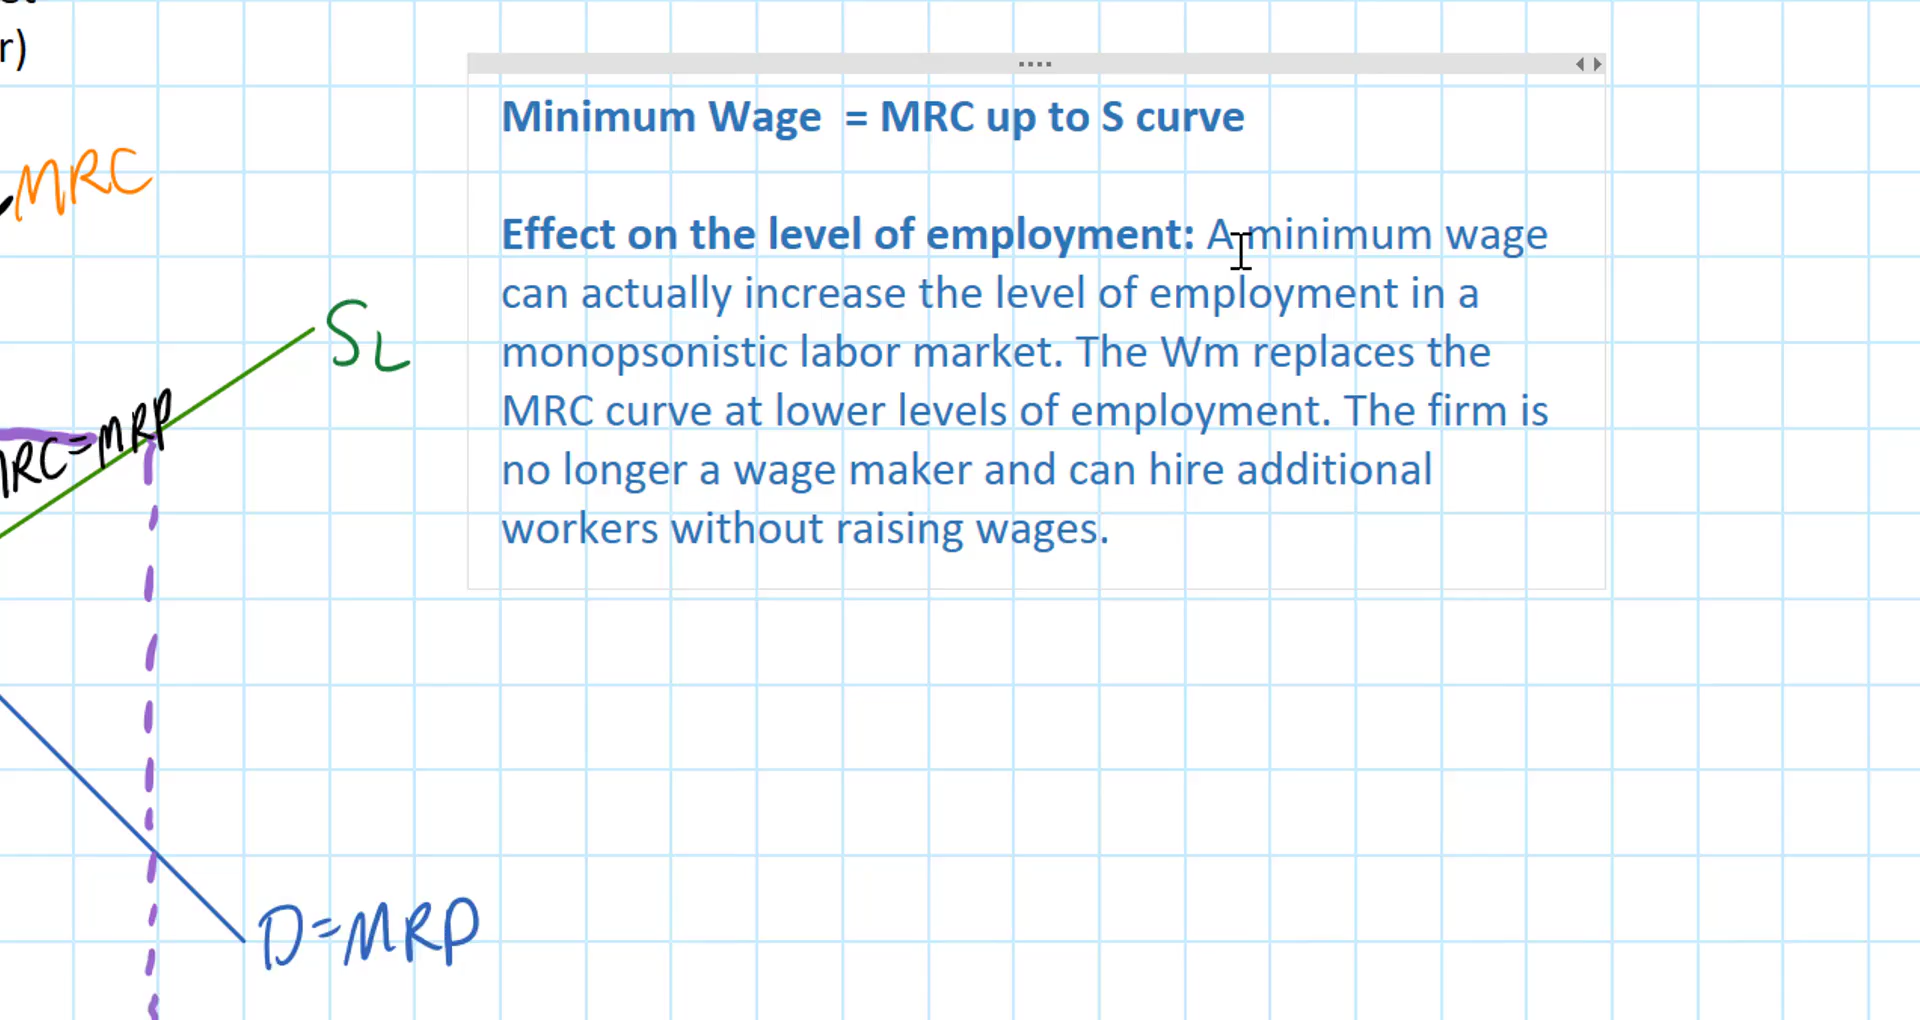 r)
Minimum Wage = MRC up to S curve
MRC
Effect on the level of employment: A minimum wage
can actually increase the level of employment in a
monopsonistic labor market. The Wm replaces the
MRC curve at lower levels of employment. The firm is
no longer a wage maker and can hire additional
workers without raising wages.
SL
MRC=MRP
D=MRP